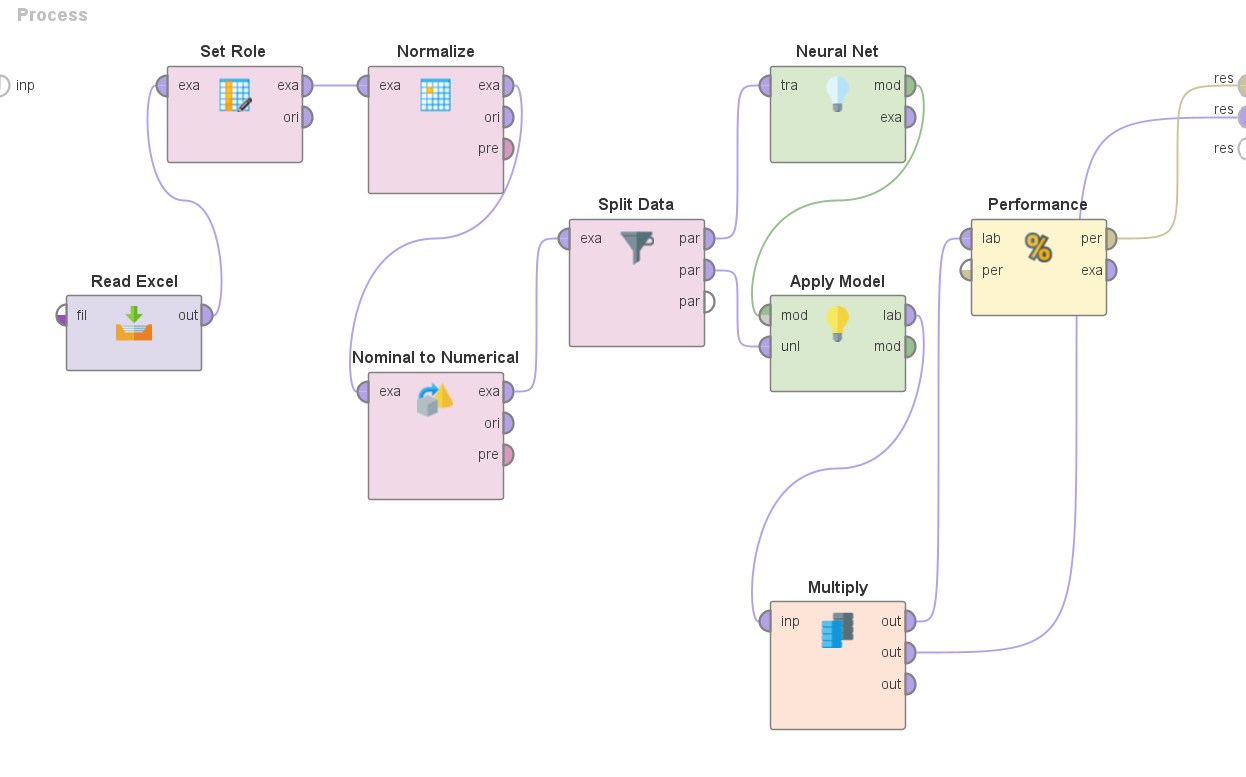 Process
inp
Set Role
exa exa
ori
Normalize
exa exa
ori
pre
Neural Net
tra mod
exa
res
res
res
Split Data
exa par
par
par
Performance
lab per
per exa
Read Excel
fil out
Apply Model
mod lab
unl mod
Nominal to Numerical
exa exa
ori
pre
Multiply
inp out
out
out
%